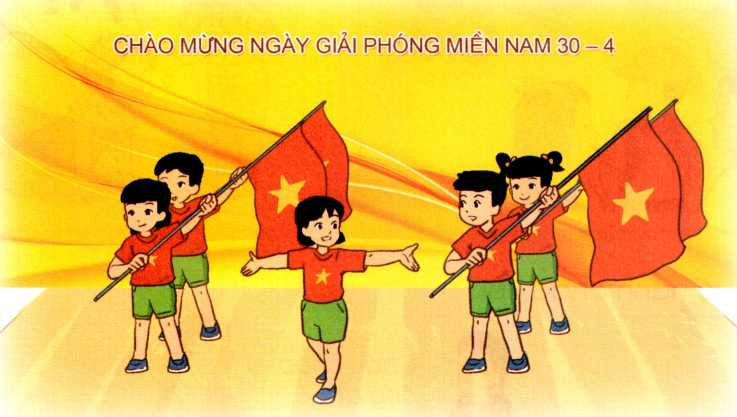 CHÀO MỪNG NGÀY GIẢI PHÓNG MIỀN NAM 30 – 4